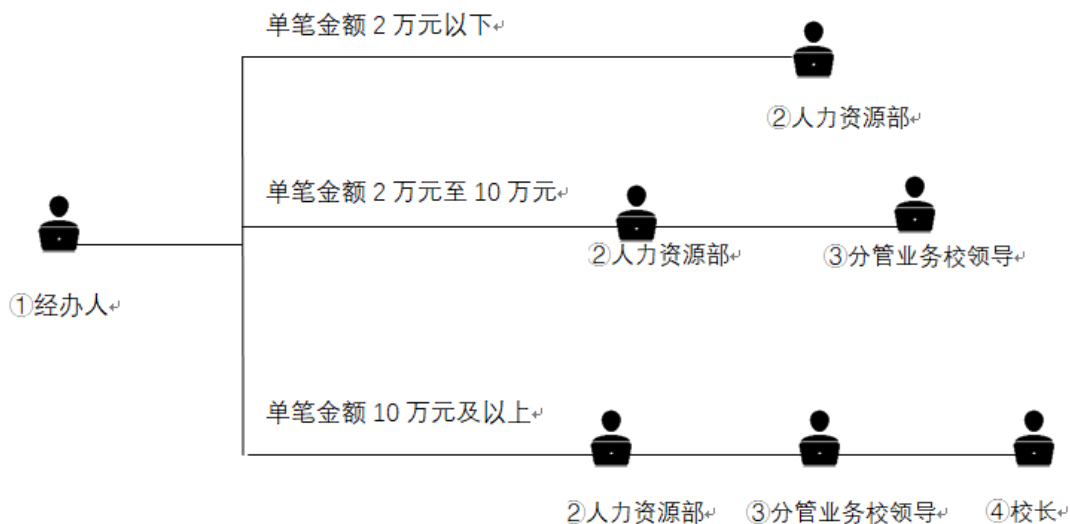 单笔金额 2 万元以下
②人力资源部
单笔金额 2 万元至 10 万元
②人力资源部
③分管业务校领导
①经办人
单笔金额 10 万元及以上
②人力资源部
③分管业务校领导
④校长